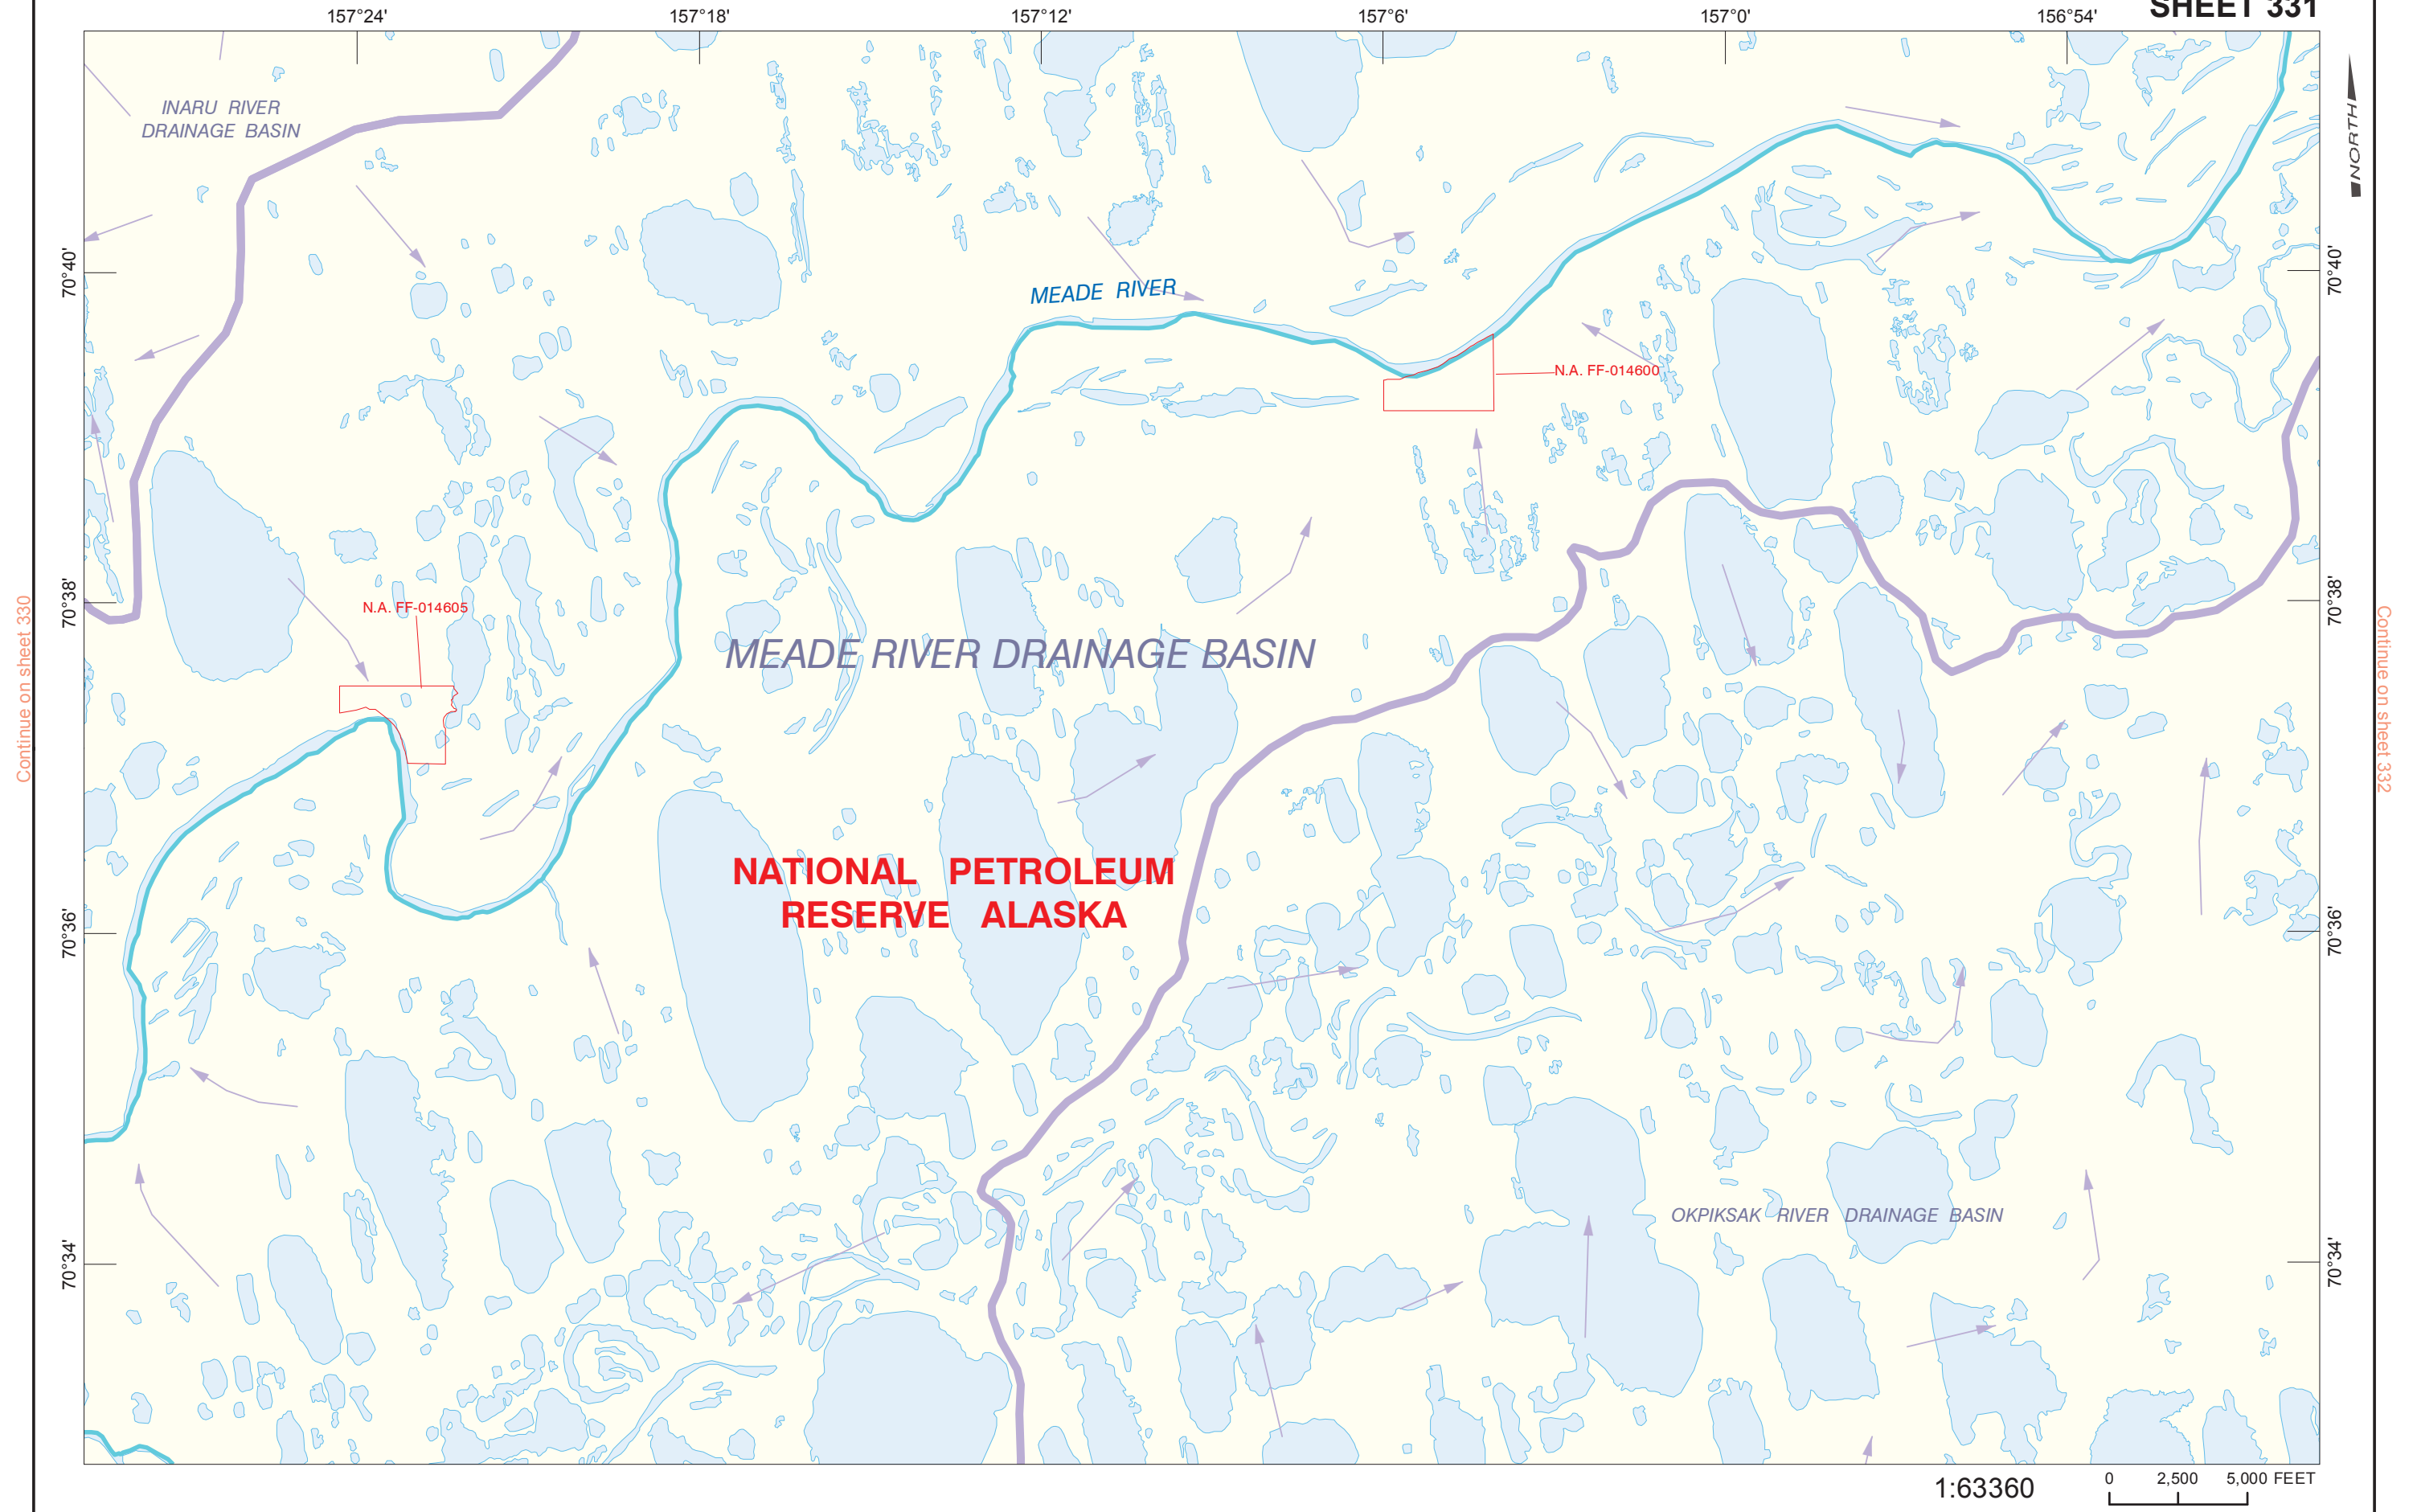 SHEET 331
157°24'
157°18'
157°12'
157°6'
157°0'
156°54'
NORTH
INARU RIVER
DRAINAGE BASIN
70°40'
70°40'
MEADE RIVER
N.A. FF-014600
70°38'
70°38'
N.A. FF-014605
Continue on sheet 330
Continue on sheet 332
MEADE RIVER DRAINAGE BASIN
NATIONAL PETROLEUM
RESERVE ALASKA
70°36'
70°36'
OKPIKSAK RIVER DRAINAGE BASIN
70°34'
70°34'
1:63360
0 2,500 5,000 FEET